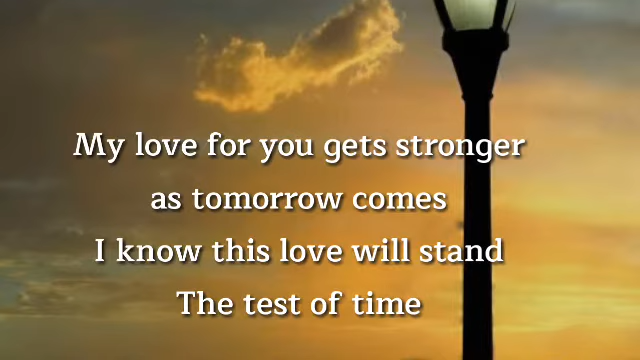 My love for you gets stronger
as tomorrow comes
I know this love will stand
The test of time